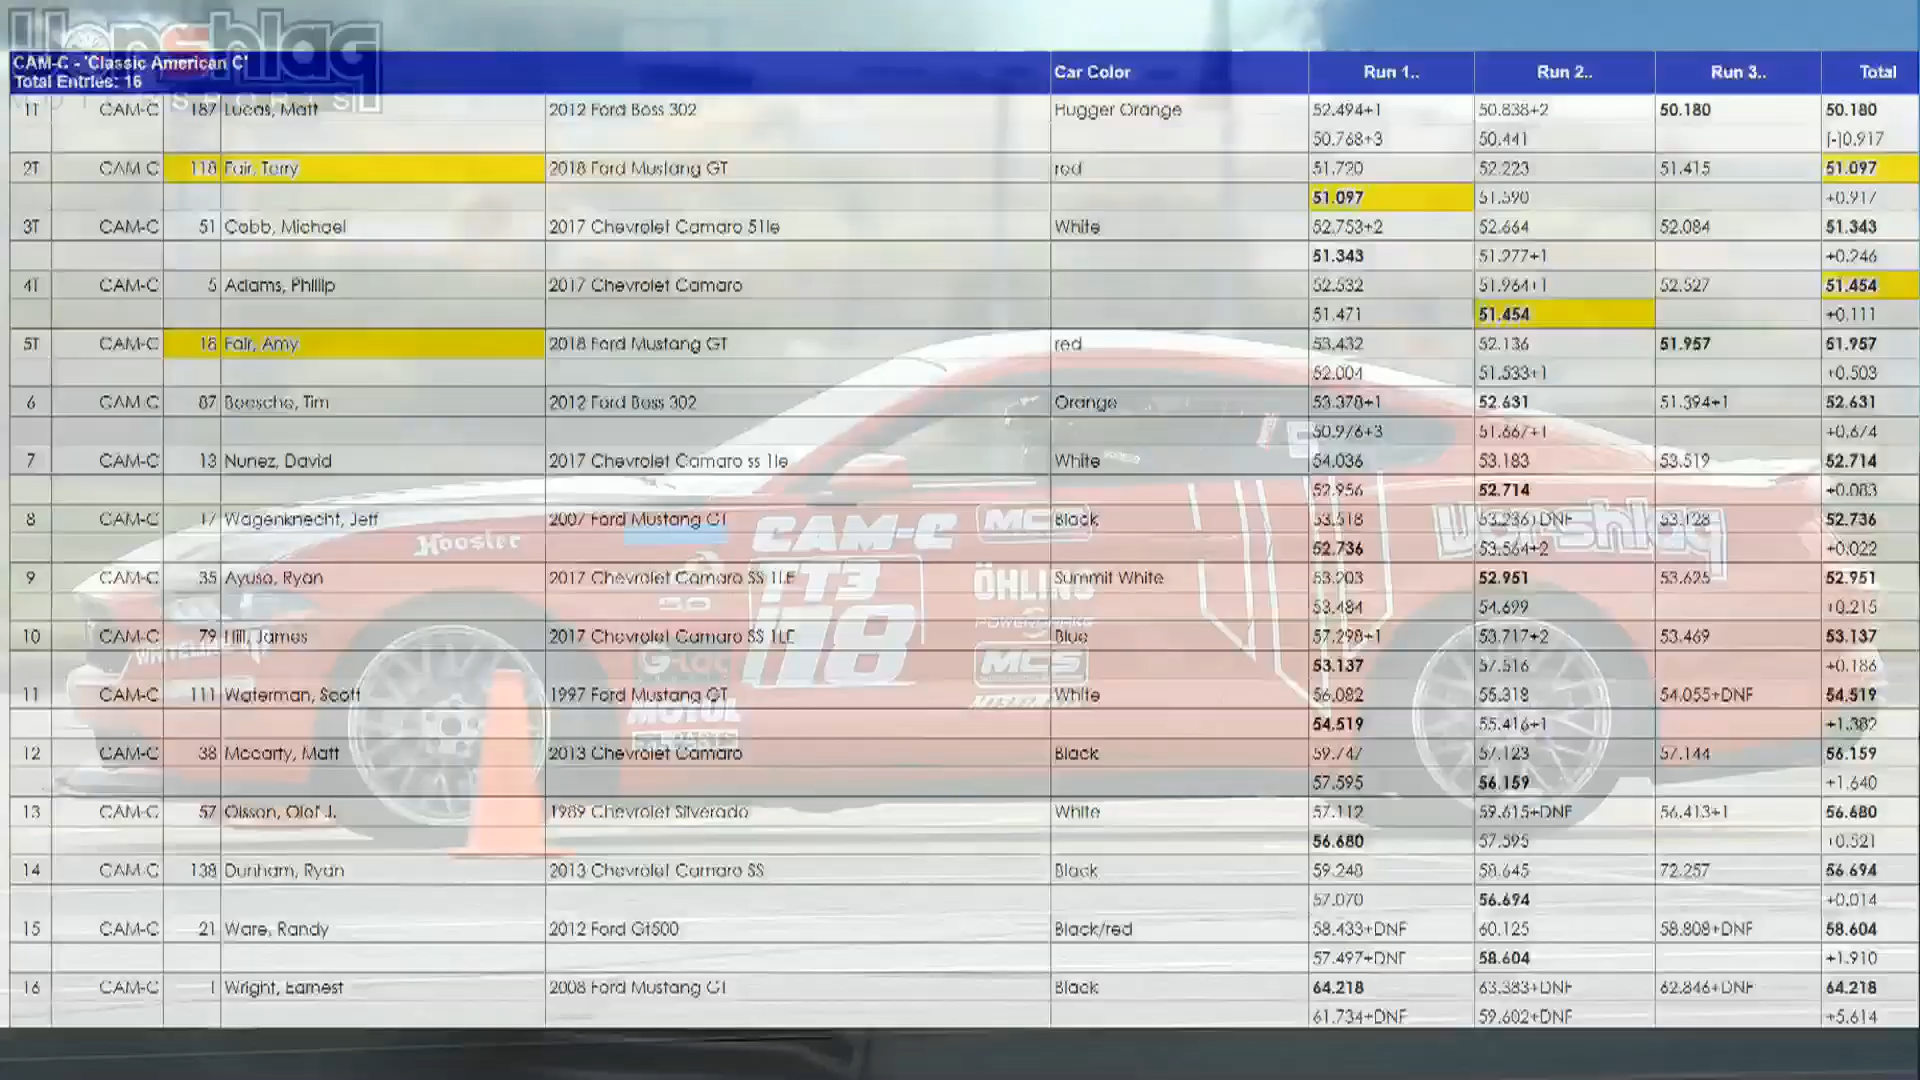 Vorshlag
MOTORSPORTS
CAM-C - 'Classic American C' Car Color Run 1.. Run 2.. Run 3.. Total
Total Entries: 16
1T CAM-C 187 Lucas, Matt 2012 Ford Boss 302 Hugger Orange 52.494+1 50.838+2 50.180 50.180
50.768+3 50.441 [-]0.917
2T CAM-C 118 Fair, Terry 2018 Ford Mustang GT red 51.720 52.223 51.415 51.097
51.097 51.590 +0.917
3T CAM-C 51 Cobb, Michael 2017 Chevrolet Camaro 51le White 52.753+2 52.664 52.084 51.343
51.343 51.277+1 +0.246
4T CAM-C 5 Adams, Phillip 2017 Chevrolet Camaro 52.532 51.964+1 52.527 51.454
51.471 51.454 +0.111
5T CAM-C 18 Fair, Amy 2018 Ford Mustang GT red 53.432 52.136 51.957 51.957
52.004 51.533+1 +0.503
6 CAM-C 87 Beesche, Tim 2012 Ford Boss 302 Orange 53.378+1 52.631 51.394+1 52.631
50.976+3 51.667+1 +0.674
7 CAM-C 13 Nunez, David 2017 Chevrolet Camaro ss 1le White 54.036 53.183 53.519 52.714
52.956 52.714 +0.083
8 CAM-C 17 Wagenknecht, Jeff 2007 Ford Mustang GT Black 53.518 53.236+DNF 53.128 52.736
52.736 53.564+2 +0.022
9 CAM-C 35 Ayuso, Ryan 2017 Chevrolet Camaro SS 1LE Summit White 53.203 52.951 53.625 52.951
53.484 54.699 +0.215
10 CAM-C 79 Hill, James 2017 Chevrolet Camaro SS 1LE Blue 57.298+1 53.717+2 53.469 53.137
53.137 57.516 +0.186
11 CAM-C 111 Waterman, Scott 1997 Ford Mustang GT White 56.082 55.318 54.055+DNF 54.519
54.519 55.416+1 +1.382
12 CAM-C 38 Mccarty, Matt 2013 Chevrolet Camaro Black 59.747 57.123 57.144 56.159
57.595 56.159 +1.640
13 CAM-C 57 Olsson, Olof J. 1989 Chevrolet Silverado White 57.112 59.615+DNF 56.413+1 56.680
56.680 57.595 +0.521
14 CAM-C 138 Dunham, Ryan 2013 Chevrolet Camaro SS Black 59.248 58.645 72.257 56.694
57.070 56.694 +0.014
15 CAM-C 21 Ware, Randy 2012 Ford Gt500 Black/red 58.433+DNF 60.125 58.808+DNF 58.604
57.497+DNF 58.604 +1.910
16 CAM-C 1 Wright, Earnest 2008 Ford Mustang GT Black 64.218 63.383+DNF 62.846+DNF 64.218
61.734+DNF 59.602+DNF +5.614
Hoosier
CAM-C
TT3
118
MCS
ÖHLINS
POWERBRAKE
MCS
G-LOC
MOTUL
WHITELINE
Vorshlag